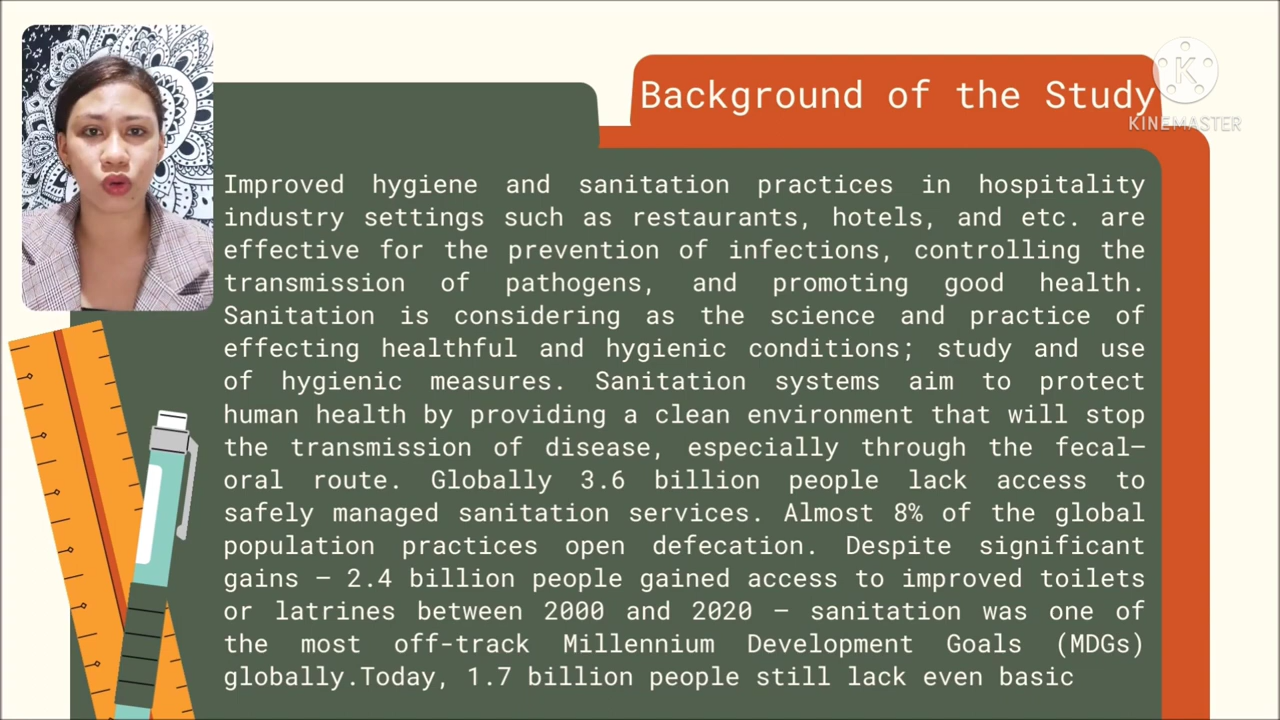 Background of the Study
K
KINEMASTER
Improved hygiene and sanitation practices in hospitality
industry settings such as restaurants, hotels, and etc. are
effective for the prevention of infections, controlling the
transmission of pathogens, and promoting good health.
Sanitation is considering as the science and practice of
effecting healthful and hygienic conditions; study and use
of hygienic measures. Sanitation systems aim to protect
human health by providing a clean environment that will stop
the transmission of disease, especially through the fecal–
oral route. Globally 3.6 billion people lack access to
safely managed sanitation services. Almost 8% of the global
population practices open defecation. Despite significant
gains – 2.4 billion people gained access to improved toilets
or latrines between 2000 and 2020 – sanitation was one of
the most off-track Millennium Development Goals (MDGs)
globally.Today, 1.7 billion people still lack even basic